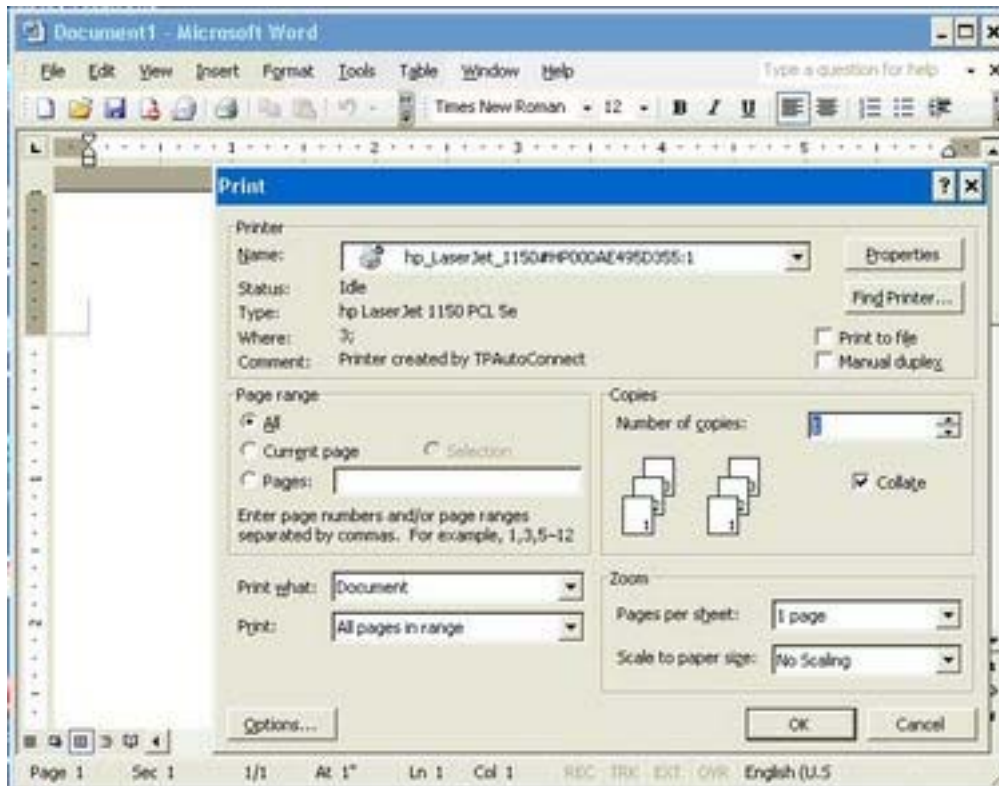 Document1 - Microsoft Word
File Edit View Insert Format Tools Table Window Help Type a question for help
Times New Roman 12 B I U
1 2 3 4 5
Print
Printer
Name: hp_LaserJet_1150#HP000AE495D355:1 Properties
Status: Idle
Find Printer...
Type: hp LaserJet 1150 PCL 5e
Where: 3;
Print to file
Comment: Printer created by TPAutoConnect
Manual duplex
Page range
All
Current page Selection
Pages:
Enter page numbers and/or page ranges
separated by commas. For example, 1,3,5-12
Copies
Number of copies: 1
Collate
Print what: Document
Print: All pages in range
Zoom
Pages per sheet: 1 page
Scale to paper size: No Scaling
Options... OK Cancel
Page 1 Sec 1 1/1 At 1" Ln 1 Col 1 REC TRK EXT OVR English (U.S